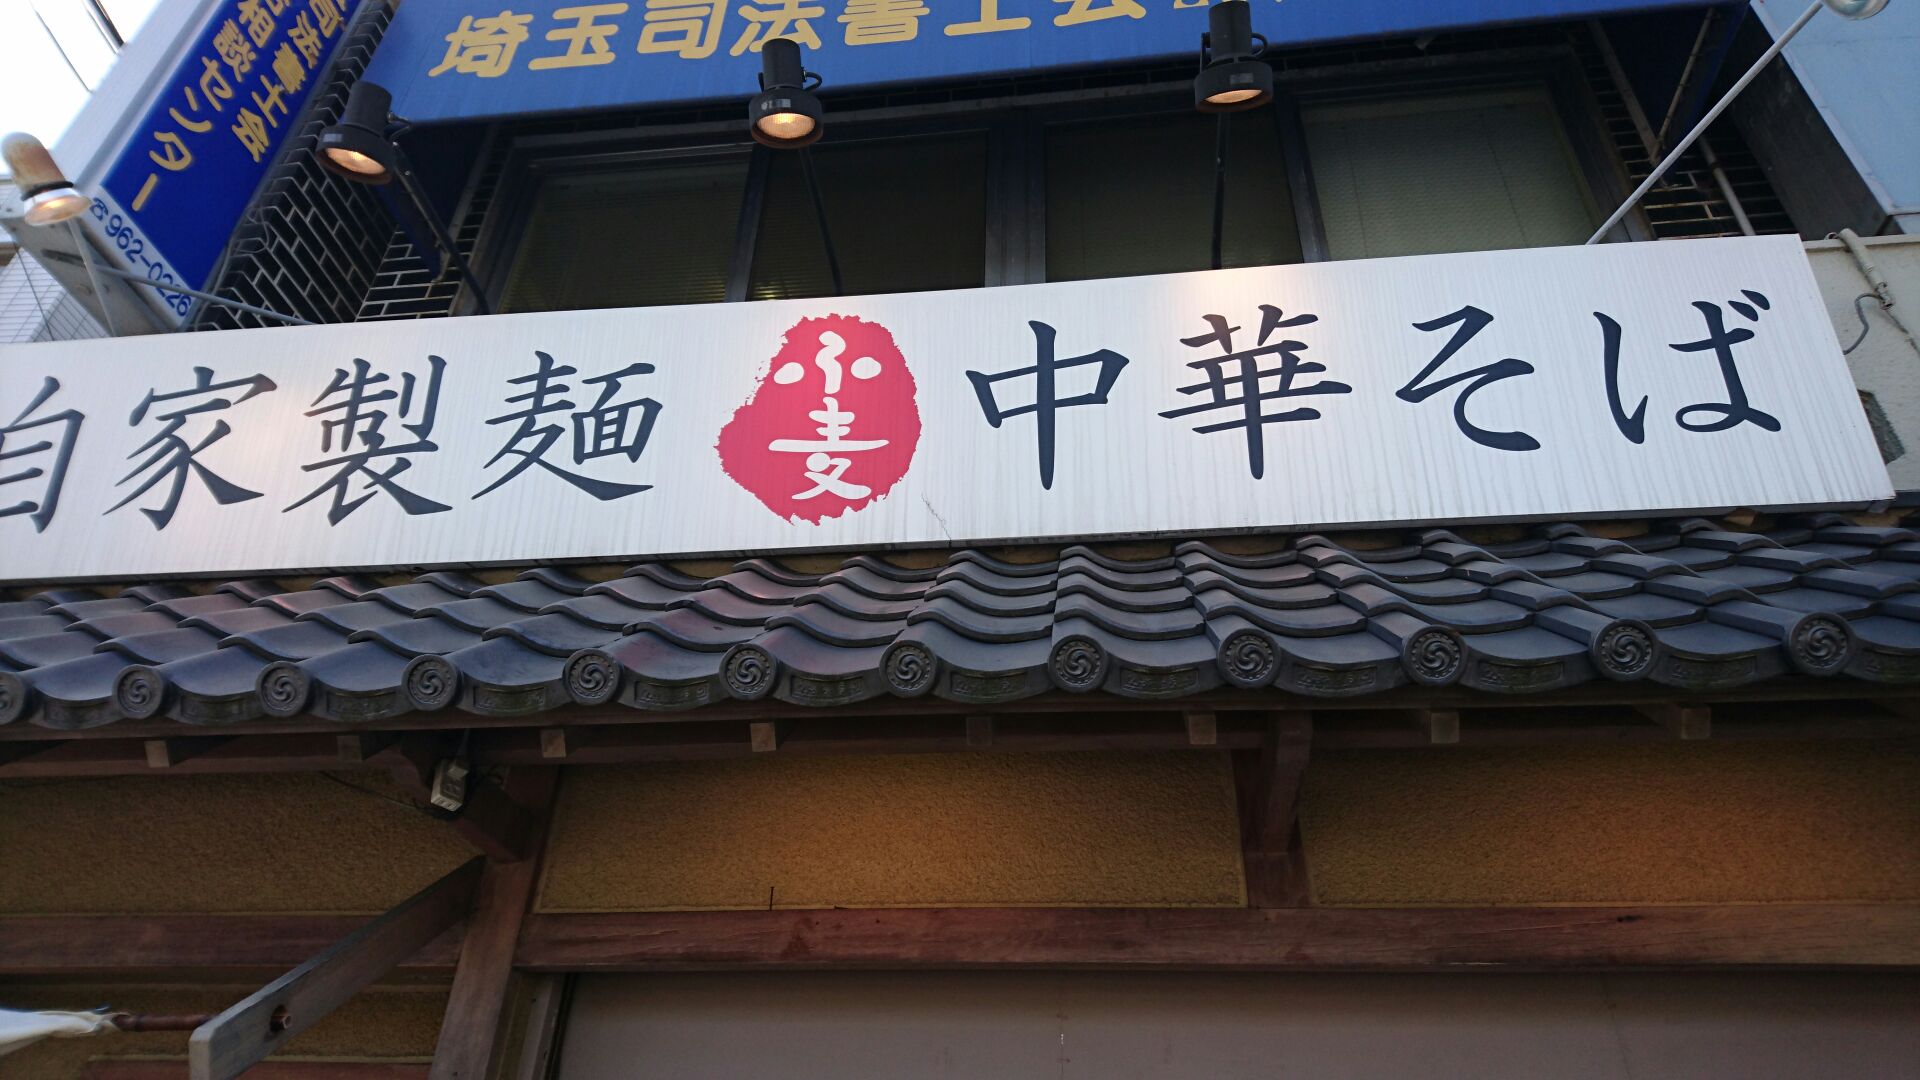 埼玉司法書士会
司法書士会
相談センター
☎962-0226
自家製麺 ふ麦 中華そば